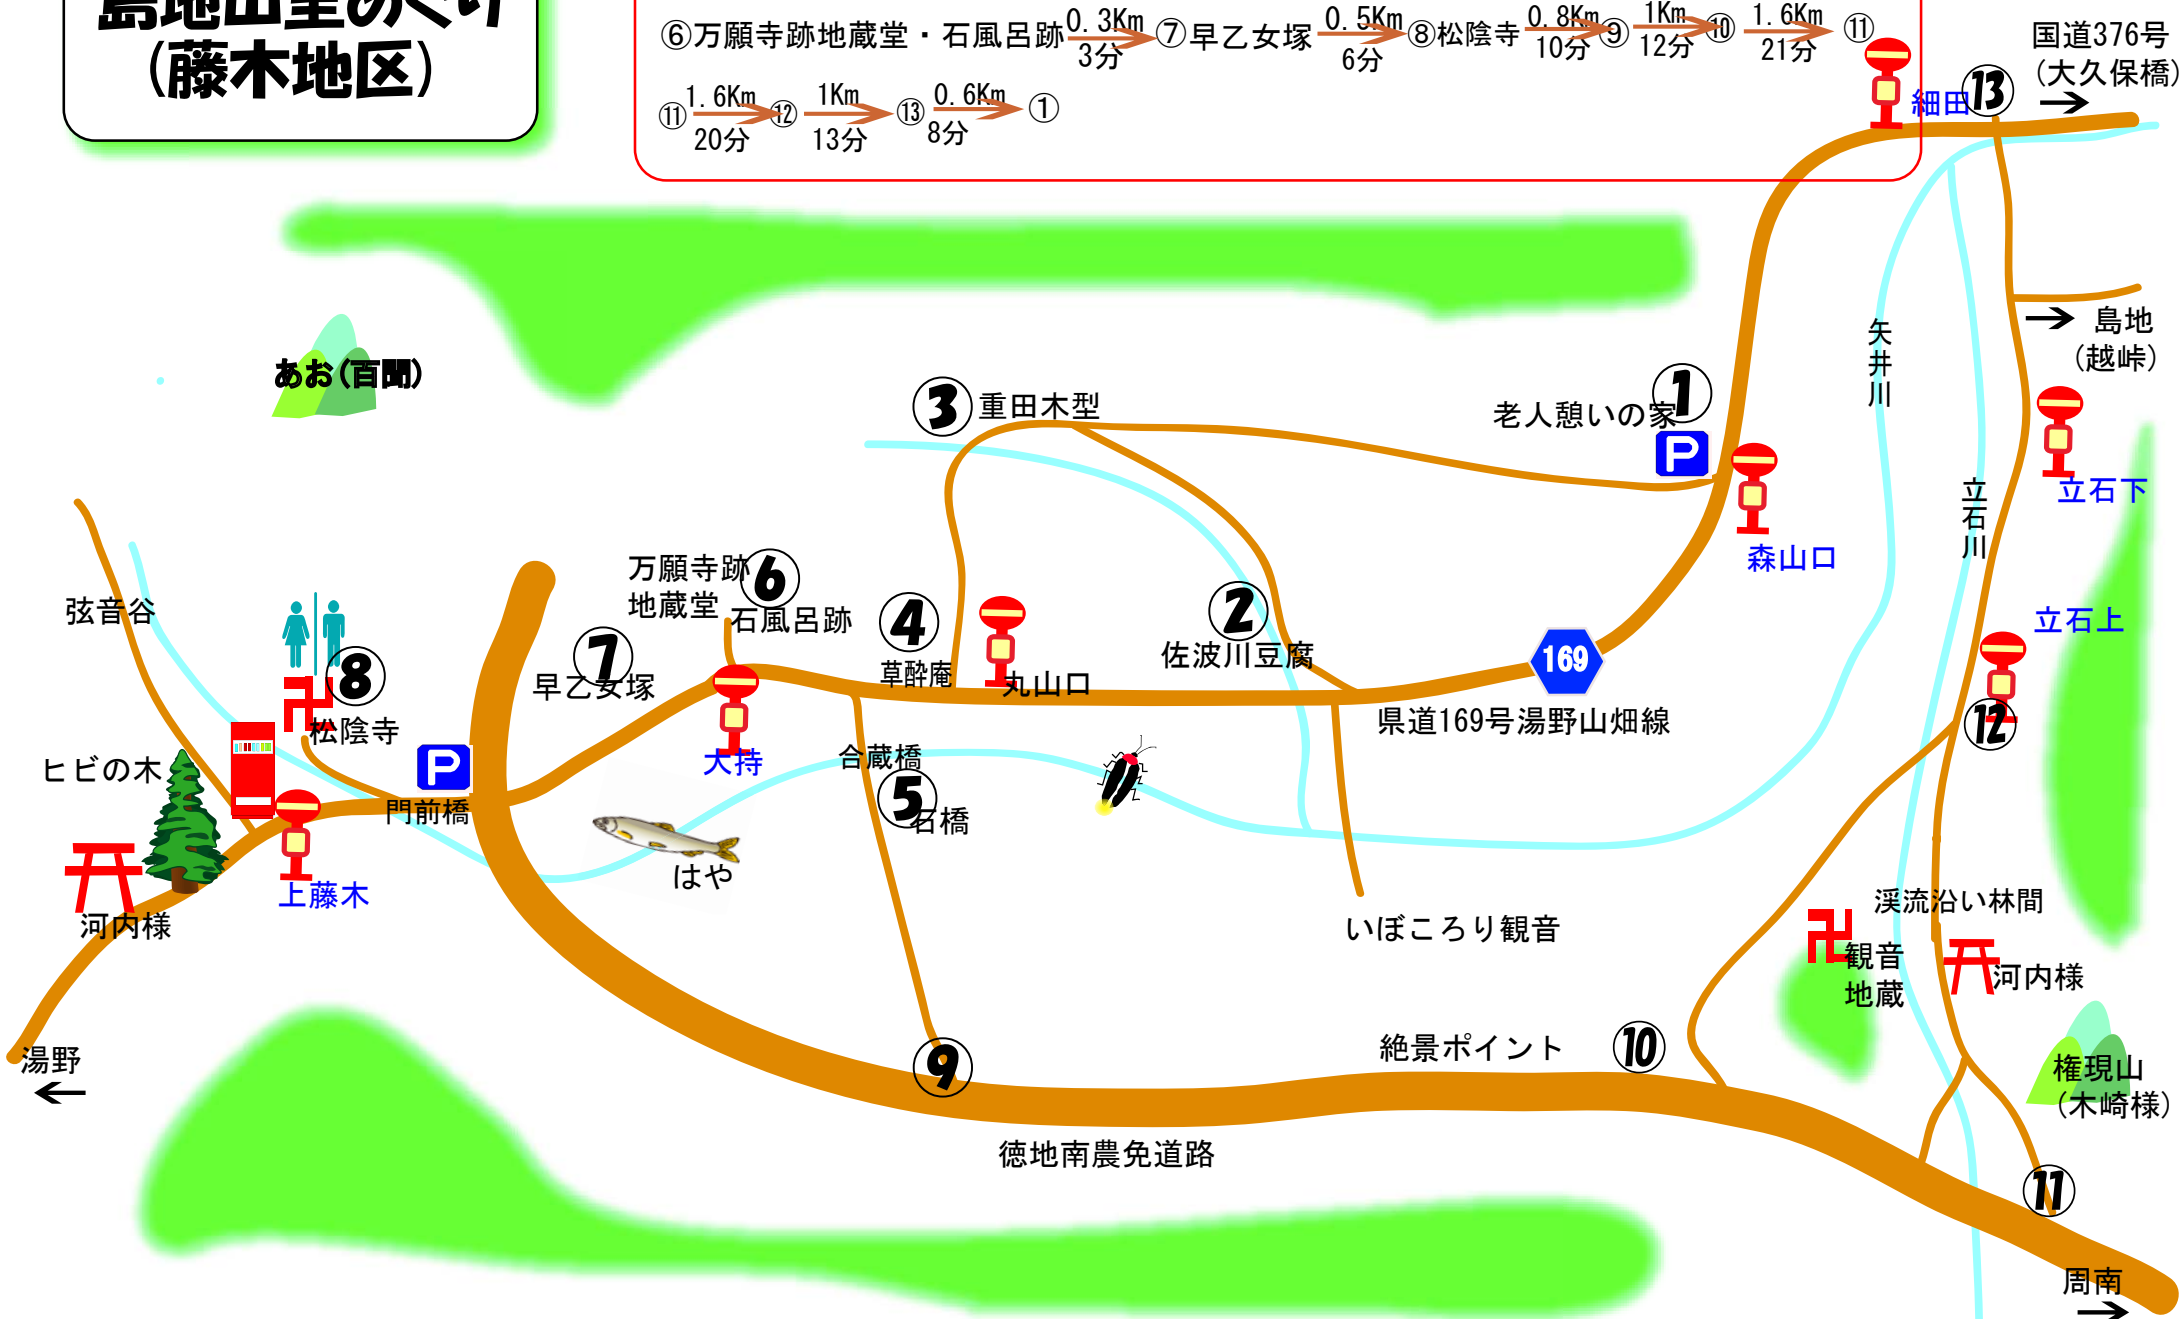 島地山里めぐり
(藤木地区)
⑥万願寺跡地蔵堂・石風呂跡 0.3Km 3分 ⑦早乙女塚 0.5Km 6分 ⑧松陰寺 0.8Km 10分 ⑨ 1Km 12分 ⑩ 1.6Km 21分 ⑪
⑪ 1.6Km 20分 ⑫ 1Km 13分 ⑬ 0.6Km 8分 ①
国道376号
(大久保橋)
→
細田
⑬
→
島地
(越峠)
矢井川
あお(百聞)
③
重田木型
老人憩いの家
①
P
立石下
立石川
森山口
弦音谷
万願寺跡
地蔵堂
⑥
石風呂跡
④
草酔庵
丸山口
②
佐波川豆腐
立石上
169
⑧
松陰寺
⑦
早乙女塚
県道169号湯野山畑線
⑫
ヒビの木
P
門前橋
大持
合蔵橋
⑤
石橋
はや
上藤木
河内様
いぼころり観音
渓流沿い林間
観音
地蔵
河内様
湯野
←
⑨
絶景ポイント
⑩
権現山
(木崎様)
徳地南農免道路
⑪
周南
→